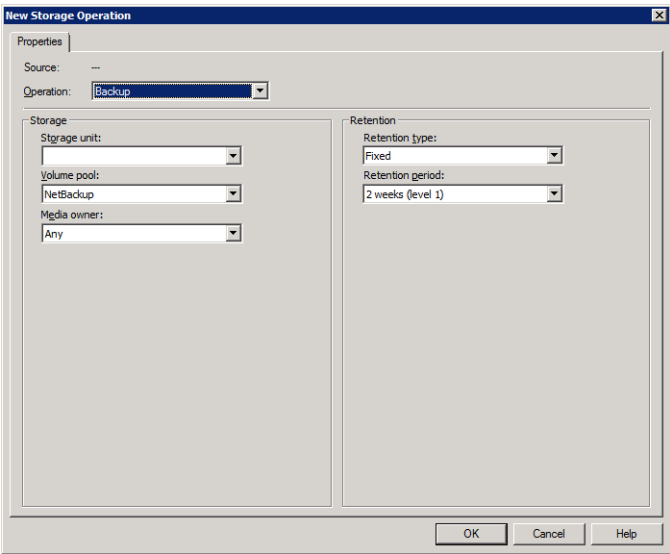 New Storage Operation
Properties
Source: ---
Operation: Backup
Storage
Storage unit:
Volume pool:
NetBackup
Media owner:
Any
Retention
Retention type:
Fixed
Retention period:
2 weeks (level 1)
OK Cancel Help